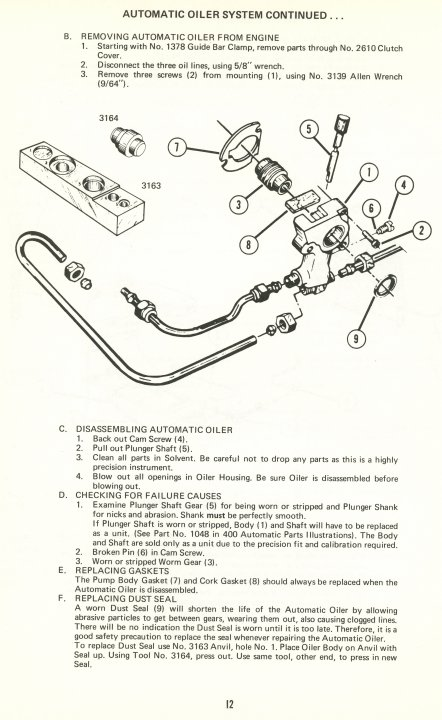 AUTOMATIC OILER SYSTEM CONTINUED . . .
B. REMOVING AUTOMATIC OILER FROM ENGINE
1. Starting with No. 1378 Guide Bar Clamp, remove parts through No. 2610 Clutch
Cover.
2. Disconnect the three oil lines, using 5/8" wrench.
3. Remove three screws (2) from mounting (1), using No. 3139 Allen Wrench
(9/64").
3164
3163
7
5
1
4
3
6
8
2
9
C. DISASSEMBLING AUTOMATIC OILER
1. Back out Cam Screw (4).
2. Pull out Plunger Shaft (5).
3. Clean all parts in Solvent. Be careful not to drop any parts as this is a highly
precision instrument.
4. Blow out all openings in Oiler Housing. Be sure Oiler is disassembled before
blowing out.
D. CHECKING FOR FAILURE CAUSES
1. Examine Plunger Shaft Gear (5) for being worn or stripped and Plunger Shank
for nicks and abrasion. Shank must be perfectly smooth.
If Plunger Shaft is worn or stripped, Body (1) and Shaft will have to be replaced
as a unit. (See Part No. 1048 in 400 Automatic Parts Illustrations). The Body
and Shaft are sold only as a unit due to the precision fit and calibration required.
2. Broken Pin (6) in Cam Screw.
3. Worn or stripped Worm Gear (3).
E. REPLACING GASKETS
The Pump Body Gasket (7) and Cork Gasket (8) should always be replaced when the
Automatic Oiler is disassembled.
F. REPLACING DUST SEAL
A worn Dust Seal (9) will shorten the life of the Automatic Oiler by allowing
abrasive particles to get between gears, wearing them out, also causing clogged lines.
There will be no indication the Dust Seal is worn until it is too late. Therefore, it is a
good safety precaution to replace the seal whenever repairing the Automatic Oiler.
To replace Dust Seal use No. 3163 Anvil, hole No. 1. Place Oiler Body on Anvil with
Seal up. Using Tool No. 3164, press out. Use same tool, other end, to press in new
Seal.
12